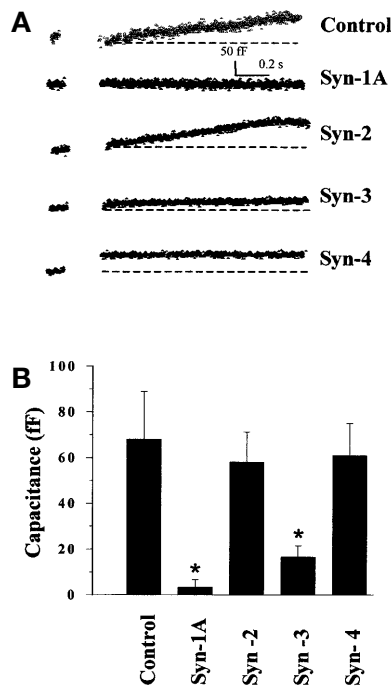 A
Control
50 fF
0.2 s
Syn-1A
Syn-2
Syn-3
Syn-4
B
Capacitance (fF)
100
80
60
40
20
0
*
*
Control
Syn-1A
Syn -2
Syn -3
Syn- 4